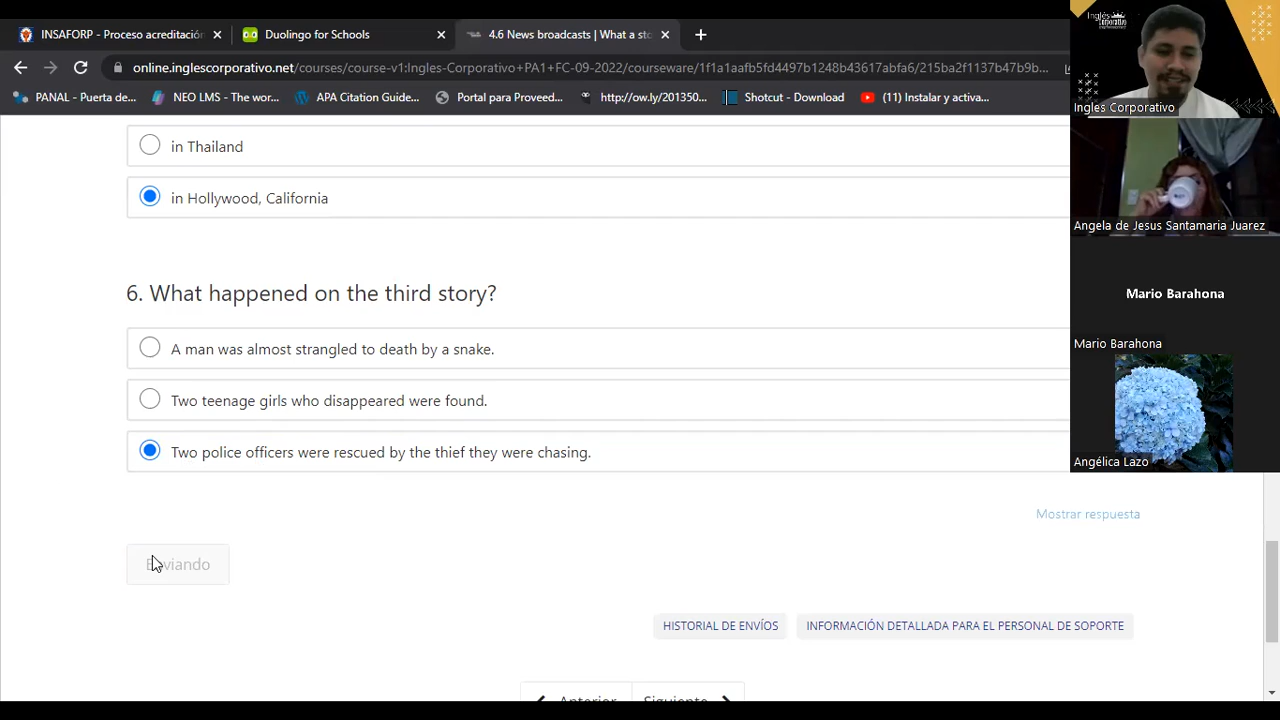 INSAFORP - Proceso acreditació
Duolingo for Schools
4.6 News broadcasts | What a sto
online.inglescorporativo.net/courses/course-v1:Ingles-Corporativo+PA1+FC-09-2022/courseware/1f1a1aafb5fd4497b1248b43617abfa6/215ba2f1137b47b9b...
PANAL - Puerta de...
NEO LMS - The wor...
APA Citation...
Portal para Proveed...
http://ow.ly/201350...
Shotcut - Download
(11) Instalar y activa...
Inglés
Corporativo
Ingles Corporativo
Angela de Jesus Santamaria Juarez
Mario Barahona
Mario Barahona
Angélica Lazo
in Thailand
in Hollywood, California
6. What happened on the third story?
A man was almost strangled to death by a snake.
Two teenage girls who disappeared were found.
Two police officers were rescued by the thief they were chasing.
Mostrar respuesta
Enviando
HISTORIAL DE ENVÍOS
INFORMACIÓN DETALLADA PARA EL PERSONAL DE SOPORTE
Anterior
Siguiente